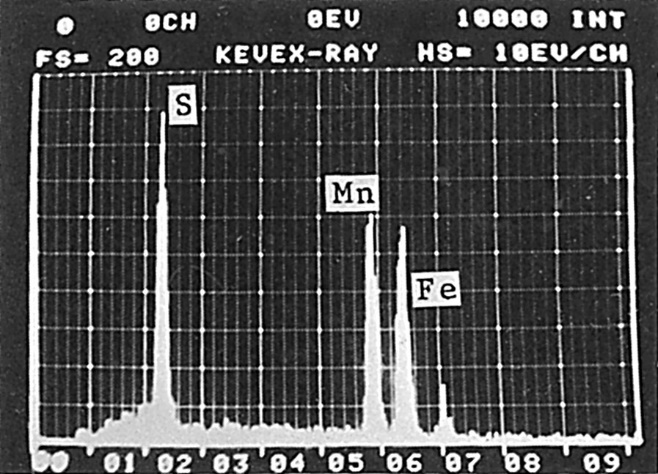 0 0CH 0EV 10000 INT
FS= 200 KEVEX-RAY HS= 10EV/CH
S
Mn
Fe
00 01 02 03 04 05 06 07 08 09